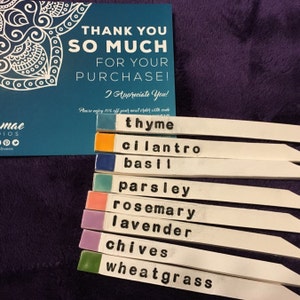 THANK YOU
SO MUCH
FOR YOUR
PURCHASE!
I Appreciate You!
thyme
cilantro
basil
parsley
rosemary
lavender
chives
wheatgrass